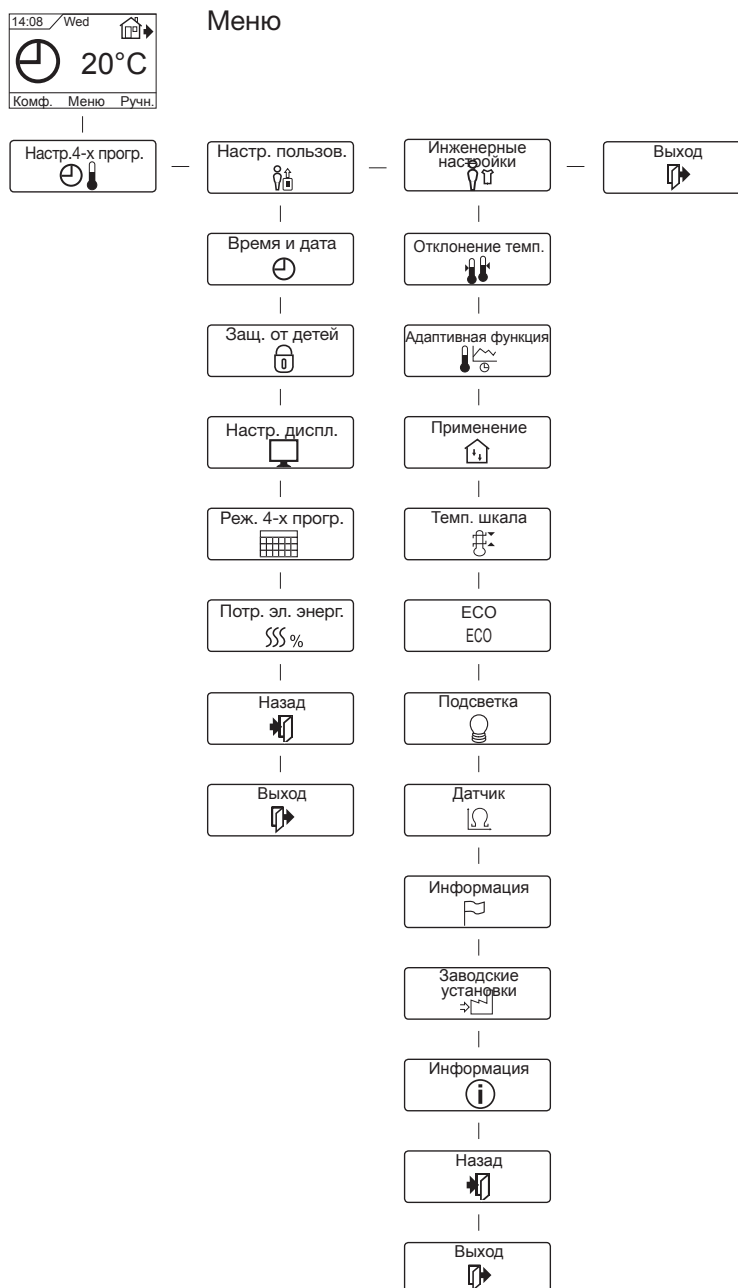 14:08 Wed
20°C
Комф. Меню Ручн.
Меню
Настр.4-х прогр.
Настр. пользов.
Время и дата
Защ. от детей
Настр. диспл.
Реж. 4-х прогр.
Потр. эл. энерг.
%
Назад
Выход
Инженерные
настройки
Отклонение темп.
Адаптивная функция
Применение
Темп. шкала
ECO
ECO
Подсветка
Датчик
Ω
Информация
Заводские
установки
Информация
i
Назад
Выход
Выход